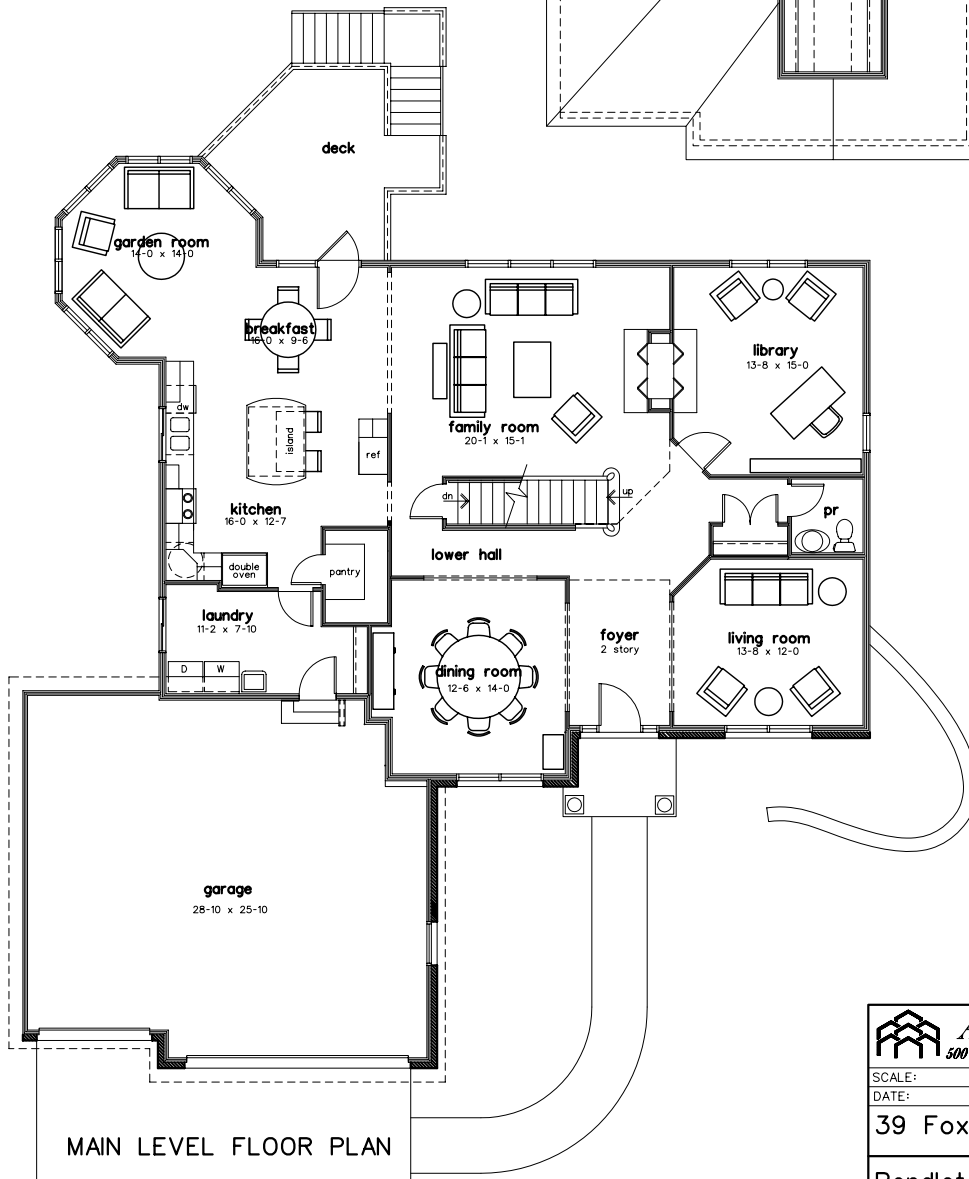 deck
garden room
14-0 x 14-0
breakfast
16-0 x 9-6
library
13-8 x 15-0
dw
island
family room
20-1 x 15-1
ref
dn
up
kitchen
16-0 x 12-7
pr
lower hall
double
oven
pantry
laundry
11-2 x 7-10
foyer
2 story
living room
13-8 x 12-0
D
W
dining room
12-6 x 14-0
garage
28-10 x 25-10
500
SCALE:
DATE:
39 Fox
MAIN LEVEL FLOOR PLAN